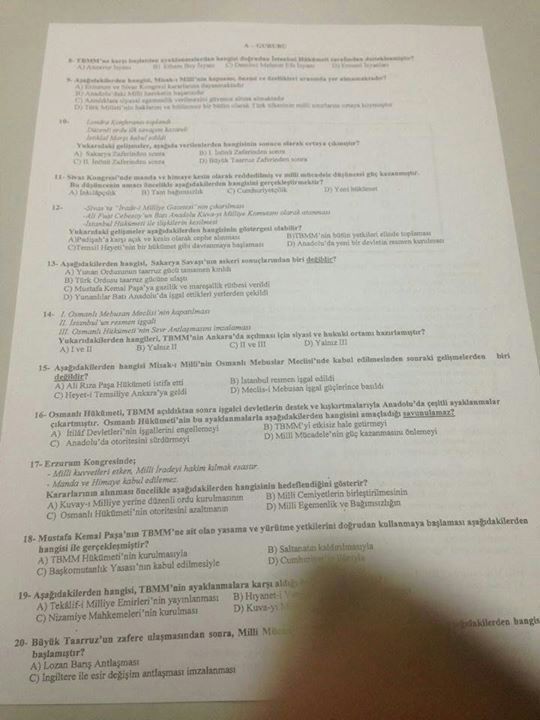 A – GURUBU
8- TBMM'ne karşı başlatılan ayaklanmalardan hangisi doğrudan İstanbul Hükümeti tarafından desteklenmiştir?
A) Anzavur İsyanı B) Ethem Bey İsyanı C) Demirci Mehmet Efe İsyanı D) Ermeni İsyanları
9- Aşağıdakilerden hangisi, Misak-ı Milli'nin kapsamı, önemi ve özellikleri arasında yer almamaktadır?
A) Erzurum ve Sivas Kongresi kararlarına dayanmaktadır
B) Anadolu'daki Milli hareketin başarısıdır
C) Azınlıklara siyasi egemenlik verilmesini güvence altına almaktadır
D) Türk Milleti'nin haklarını ve bölünmez bir bütün olarak Türk ülkesinin milli sınırlarını ortaya koymuştur
10- Londra Konferansı toplandı
Düzenli ordu ilk savaşını kazandı
İstiklal Marşı kabul edildi
Yukarıdaki gelişmeler, aşağıda verilenlerden hangisinin sonucu olarak ortaya çıkmıştır?
A) Sakarya Zaferinden sonra B) I. İnönü Zaferinden sonra
C) II. İnönü Zaferinden sonra D) Büyük Taarruz Zaferinden sonra
11- Sivas Kongresi'nde manda ve himaye kesin olarak reddedilmiş ve milli mücadele düşüncesi güç kazanmıştır.
Bu düşüncenin amacı öncelikle aşağıdakilerden hangisini gerçekleştirmektir?
A) İnkılapçılık B) Tam bağımsızlık C) Cumhuriyetçilik D) Yeni hükümet
12- -Sivas'ta "İrade-i Milliye Gazetesi"nin çıkarılması
-Ali Fuat Cebesoy'un Batı Anadolu Kuva-yı Milliye Komutanı olarak atanması
-İstanbul Hükümeti ile ilişkilerin kesilmesi
Yukarıdaki gelişmeler aşağıdakilerden hangisinin göstergesi olabilir?
A)Padişah'a karşı açık ve kesin olarak cephe alınması B)TBMM'nin bütün yetkileri elinde toplaması
C)Temsil Heyeti'nin bir hükümet gibi davranmaya başlaması D) Anadolu'da yeni bir devletin resmen kurulması
13- Aşağıdakilerden hangisi, Sakarya Savaşı'nın askeri sonuçlarından biri değildir?
A) Yunan Ordusunun taarruz gücü tamamen kırıldı
B) Türk Ordusu taarruz gücüne ulaştı
C) Mustafa Kemal Paşa'ya gazilik ve mareşallik rütbesi verildi
D) Yunanlılar Batı Anadolu'da işgal ettikleri yerlerden çekildi
14- I. Osmanlı Mebusan Meclisi'nin kapatılması
II. İstanbul'un resmen işgali
III. Osmanlı Hükümeti'nin Sevr Antlaşmasını imzalaması
Yukarıdakilerden hangileri, TBMM'nin Ankara'da açılması için siyasi ve hukuki ortamı hazırlamıştır?
A) I ve II B) Yalnız II C) II ve III D) Yalnız III
15- Aşağıdakilerden hangisi Misak-ı Milli'nin Osmanlı Mebuslar Meclisi'nde kabul edilmesinden sonraki gelişmelerden biri
değildir?
A) Ali Rıza Paşa Hükümeti istifa etti B) İstanbul resmen işgal edildi
C) Heyet-i Temsiliye Ankara'ya geldi D) Meclis-i Mebusan işgal güçlerince basıldı
16- Osmanlı Hükümeti, TBMM açıldıktan sonra işgalci devletlerin destek ve kışkırtmalarıyla Anadolu'da çeşitli ayaklanmalar
çıkartmıştır. Osmanlı Hükümeti'nin bu ayaklanmalarla aşağıdakilerden hangisini amaçladığı savunulamaz?
A) İtilâf Devletleri'nin işgallerini engellemeyi B) TBMM'yi etkisiz hale getirmeyi
C) Anadolu'da otoritesini sürdürmeyi D) Milli Mücadele'nin güç kazanmasını önlemeyi
17- Erzurum Kongresinde;
- Milli kuvvetleri etken, Milli İradeyi hakim kılmak esastır.
- Manda ve Himaye kabul edilemez.
Kararlarının alınması öncelikle aşağıdakilerden hangisinin hedeflendiğini gösterir?
A) Kuvay-ı Milliye yerine düzenli ordu kurulmasının B) Milli Cemiyetlerin birleştirilmesinin
C) Osmanlı Hükümeti'nin otoritesini azaltmanın D) Milli Egemenlik ve Bağımsızlığın
18- Mustafa Kemal Paşa'nın TBMM'ne ait olan yasama ve yürütme yetkilerini doğrudan kullanmaya başlaması aşağıdakilerden
hangisi ile gerçekleşmiştir?
A) TBMM Hükümeti'nin kurulmasıyla B) Saltanatın kaldırılmasıyla
C) Başkomutanlık Yasası'nın kabul edilmesiyle D)
19- Aşağıdakilerden hangisi, TBMM'nin ayaklanmalara karşı aldığı
A) Tekâlif-i Milliye Emirleri'nin yayınlanması B) Hıyanet-i
C) Nizamiye Mahkemeleri'nin kurulması D) Kuva-yı
20- Büyük Taarruz'un zafere ulaşmasından sonra, Milli aşağıdakilerden hangis
başlamıştır?
A) Lozan Barış Antlaşması
C) İngiltere ile esir değişim antlaşması imzalanması